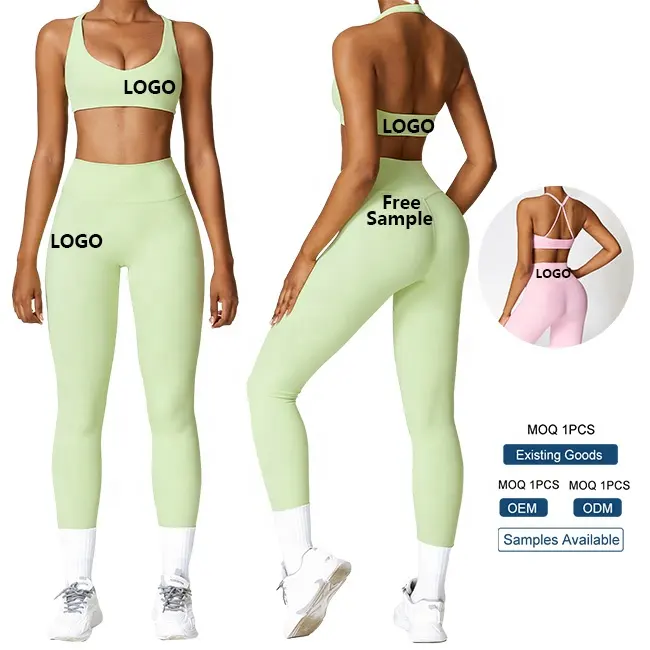 LOGO
LOGO
LOGO
Free
Sample
LOGO
MOQ 1PCS
Existing Goods
MOQ 1PCS MOQ 1PCS
OEM ODM
Samples Available